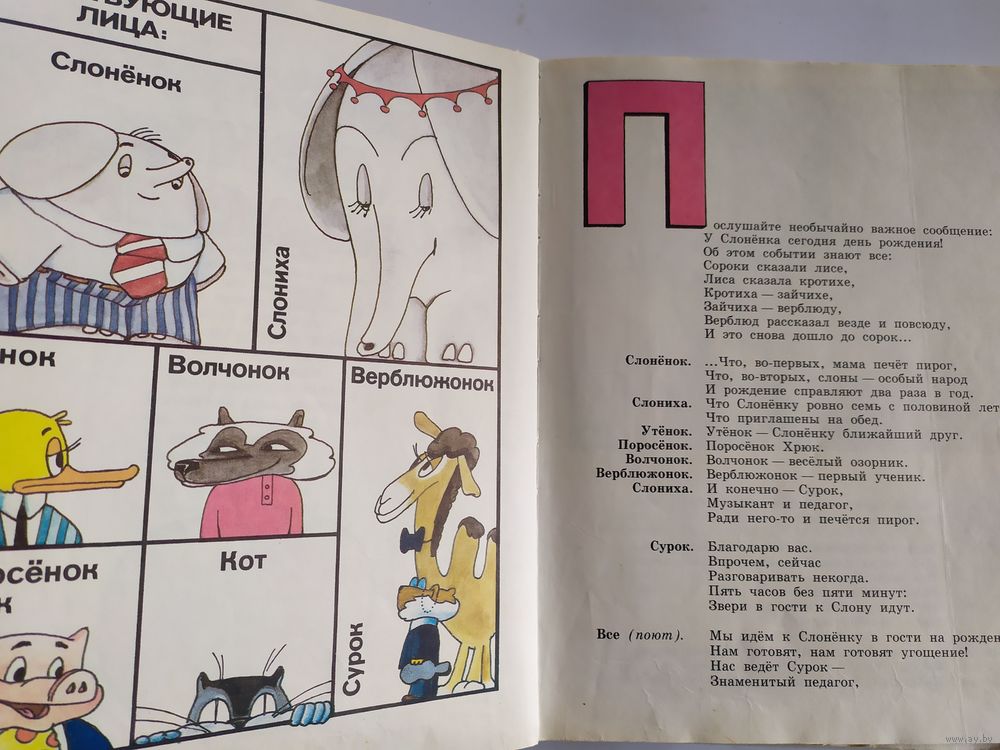 ЛИЦА:
Слонёнок
Слониха
Волчонок
Верблюжонок
Кот
Сурок
Послушайте необычайно важное сообщение:
У Слонёнка сегодня день рождения!
Об этом событии знают все:
Сороки сказали лисе,
Лиса сказала кротихе,
Кротиха — зайчихе,
Зайчиха — верблюду,
Верблюд рассказал везде и повсюду,
И это снова дошло до сорок...
Слонёнок. ...Что, во-первых, мама печёт пирог,
Что, во-вторых, слоны — особый народ
И рождение справляют два раза в год.
Слониха. Что Слонёнку ровно семь с половиной лет
Что приглашены на обед.
Утёнок. Утёнок — Слонёнку ближайший друг.
Поросёнок. Поросёнок Хрюк.
Волчонок. Волчонок — весёлый озорник.
Верблюжонок. Верблюжонок — первый ученик.
Слониха. И конечно — Сурок,
Музыкант и педагог,
Ради него-то и печётся пирог.
Сурок. Благодарю вас.
Впрочем, сейчас
Разговаривать некогда.
Пять часов без пяти минут:
Звери в гости к Слону идут.
Все (поют). Мы идём к Слонёнку в гости на
Нам готовят, нам готовят угощение!
Нас ведёт Сурок —
Знаменитый педагог,
www.ay.by